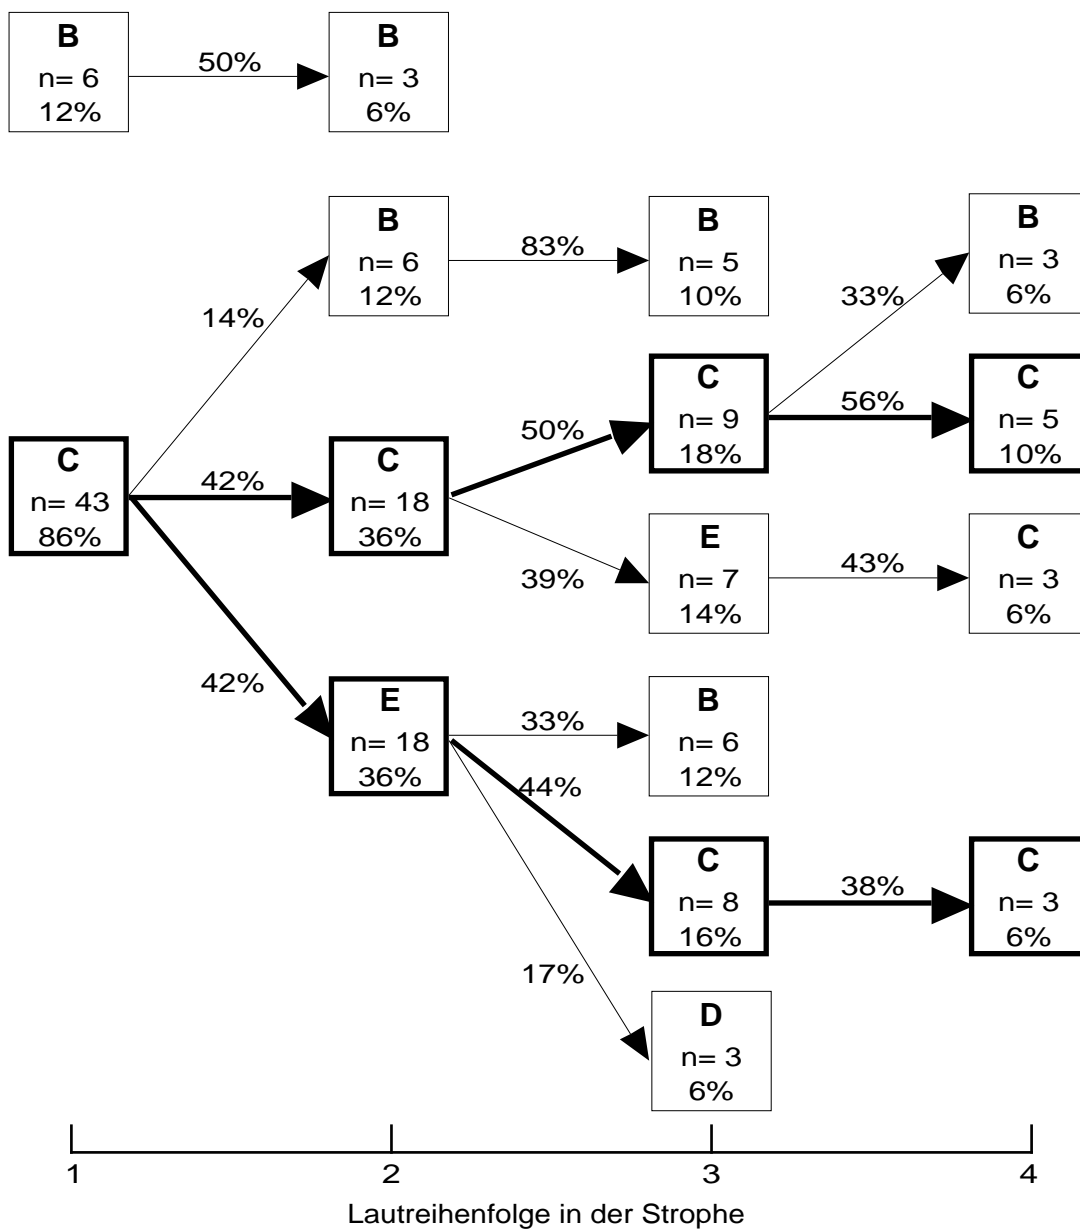 B
n= 6
12%
50%
B
n= 3
6%
B
n= 6
12%
83%
B
n= 5
10%
B
n= 3
6%
14%
33%
C
n= 9
18%
56%
C
n= 5
10%
50%
C
n= 43
86%
42%
C
n= 18
36%
39%
E
n= 7
14%
43%
C
n= 3
6%
42%
E
n= 18
36%
33%
B
n= 6
12%
44%
C
n= 8
16%
38%
C
n= 3
6%
17%
D
n= 3
6%
1 2 3 4
Lautreihenfolge in der Strophe